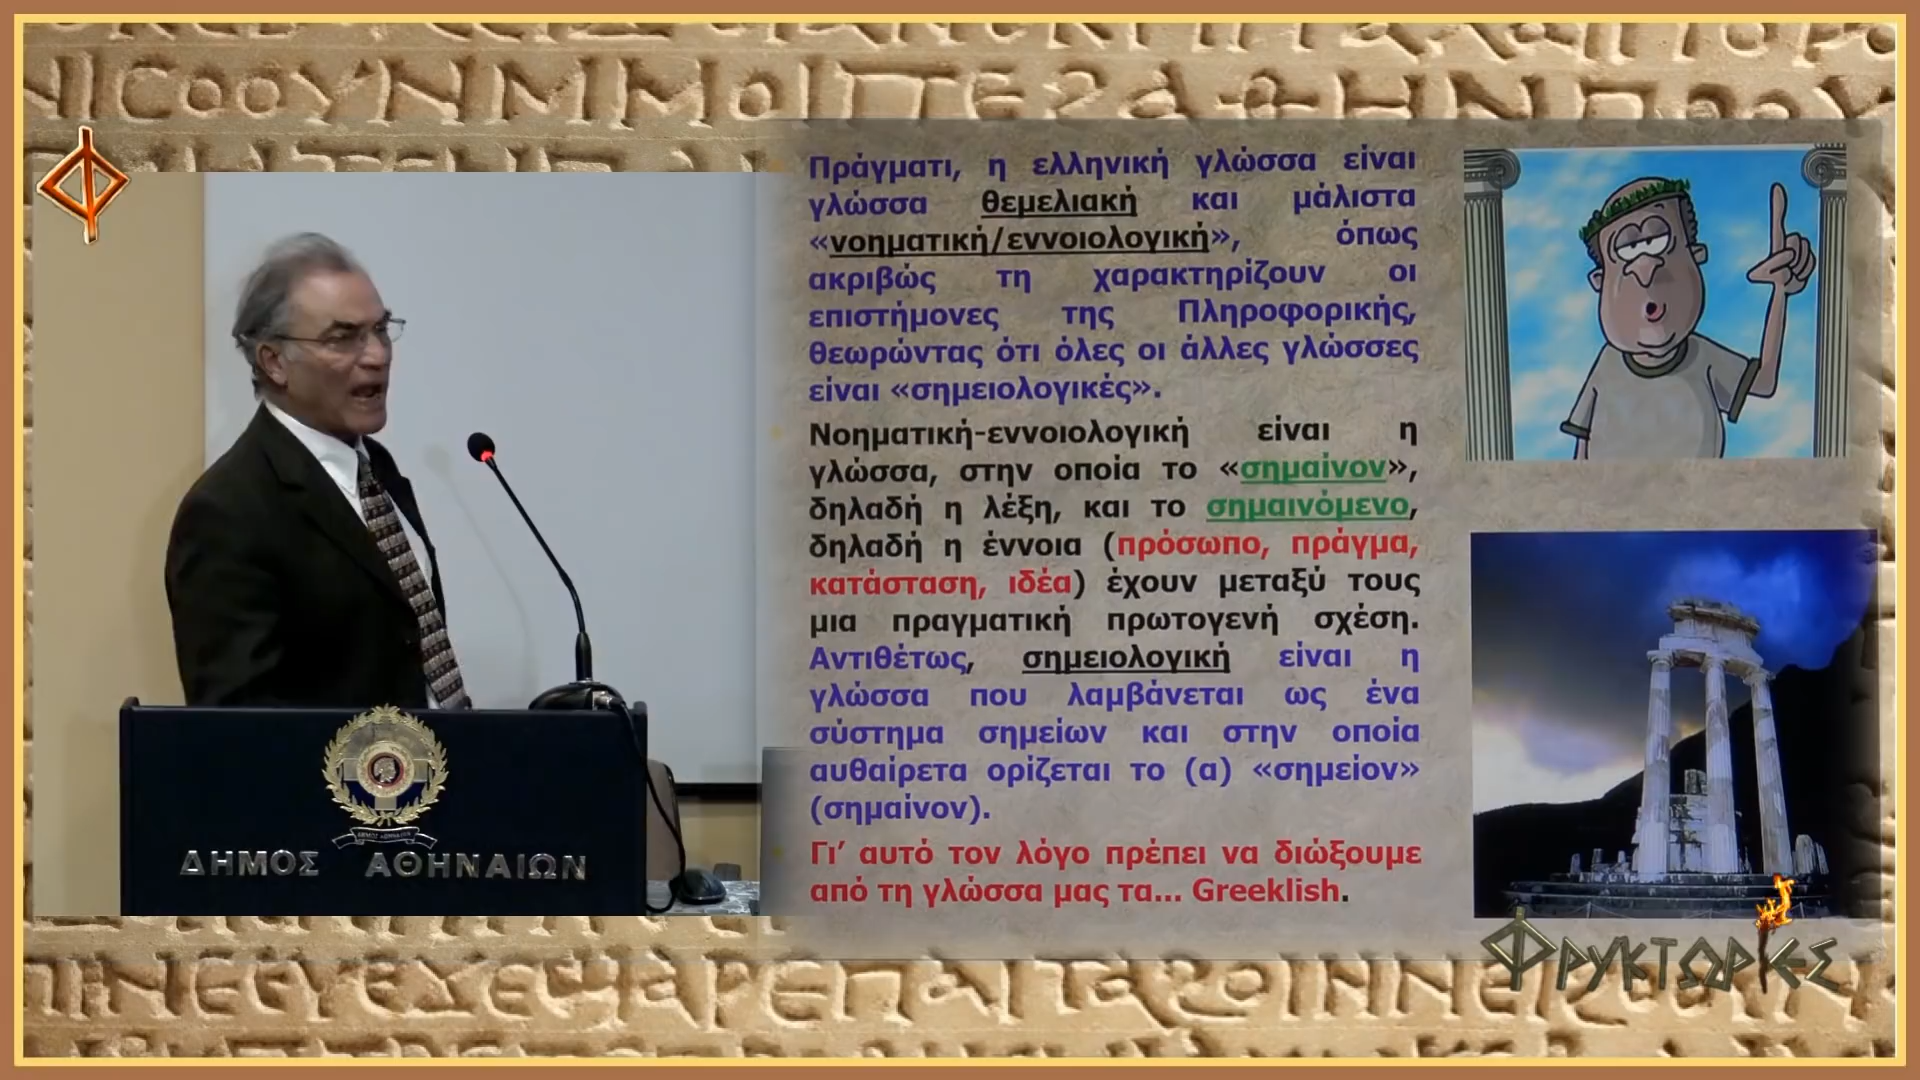 Πράγματι, η ελληνική γλώσσα είναι
γλώσσα θεμελιακή και μάλιστα
«νοηματική/εννοιολογική», όπως
ακριβώς τη χαρακτηρίζουν οι
επιστήμονες της Πληροφορικής,
θεωρώντας ότι όλες οι άλλες γλώσσες
είναι «σημειολογικές».
Νοηματική-εννοιολογική είναι η
γλώσσα, στην οποία το «σημαίνον»,
δηλαδή η λέξη, και το σημαινόμενο,
δηλαδή η έννοια (πρόσωπο, πράγμα,
κατάσταση, ιδέα) έχουν μεταξύ τους
μια πραγματική πρωτογενή σχέση.
Αντιθέτως, σημειολογική είναι η
γλώσσα που λαμβάνεται ως ένα
σύστημα σημείων και στην οποία
αυθαίρετα ορίζεται το (α) «σημείον»
(σημαίνον).
Γι’ αυτό τον λόγο πρέπει να διώξουμε
από τη γλώσσα μας τα... Greeklish.
ΔΗΜΟΣ ΑΘΗΝΑΙΩΝ
ΦΡΥΚΤΩΡΙΕΣ